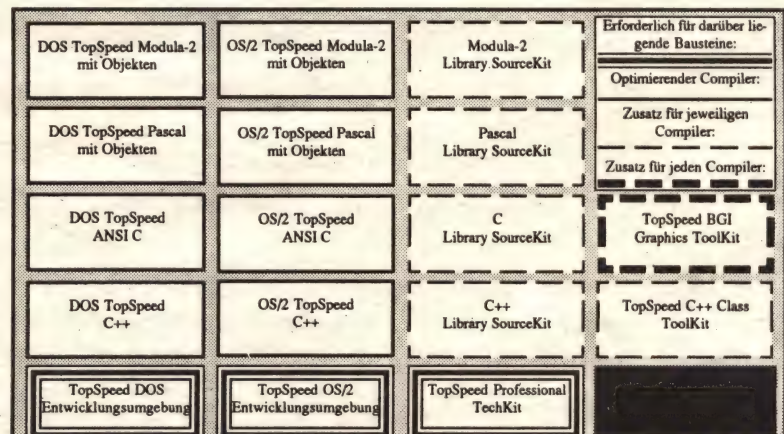 DOS TopSpeed Modula-2
mit Objekten
OS/2 TopSpeed Modula-2
mit Objekten
Modula-2
Library SourceKit
Erforderlich für darüber lie-
gende Bausteine:
Optimierender Compiler:
Zusatz für jeweiligen
Compiler:
Zusatz für jeden Compiler:
DOS TopSpeed Pascal
mit Objekten
OS/2 TopSpeed Pascal
mit Objekten
Pascal
Library SourceKit
DOS TopSpeed
ANSI C
OS/2 TopSpeed
ANSI C
C
Library SourceKit
TopSpeed BGI
Graphics ToolKit
DOS TopSpeed
C++
OS/2 TopSpeed
C++
C++
Library SourceKit
TopSpeed C++ Class
ToolKit
TopSpeed DOS
Entwicklungsumgebung
TopSpeed OS/2
Entwicklungsumgebung
TopSpeed Professional
TechKit